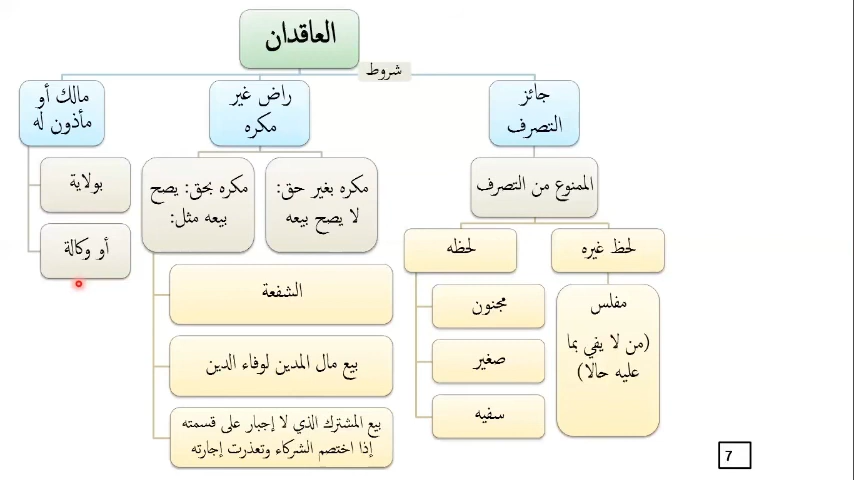 العاقدان
شروط
جائز
التصرف
الممنوع من التصرف
لحظ غيره
مفلس
(من لا يفي بما
عليه حالا)
لحظه
مجنون
صغير
سفيه
راض غير
مكره
مكره بغير حق:
لا يصح بيعه
مكره بحق: يصح
بيعه مثل:
الشفعة
بيع مال المدين لوفاء الدين
بيع المشترك الذي لا إجبار على قسمته
إذا اختصم الشركاء وتعذرت إجارته
مالك أو
مأذون له
بولاية
أو وكالة
7